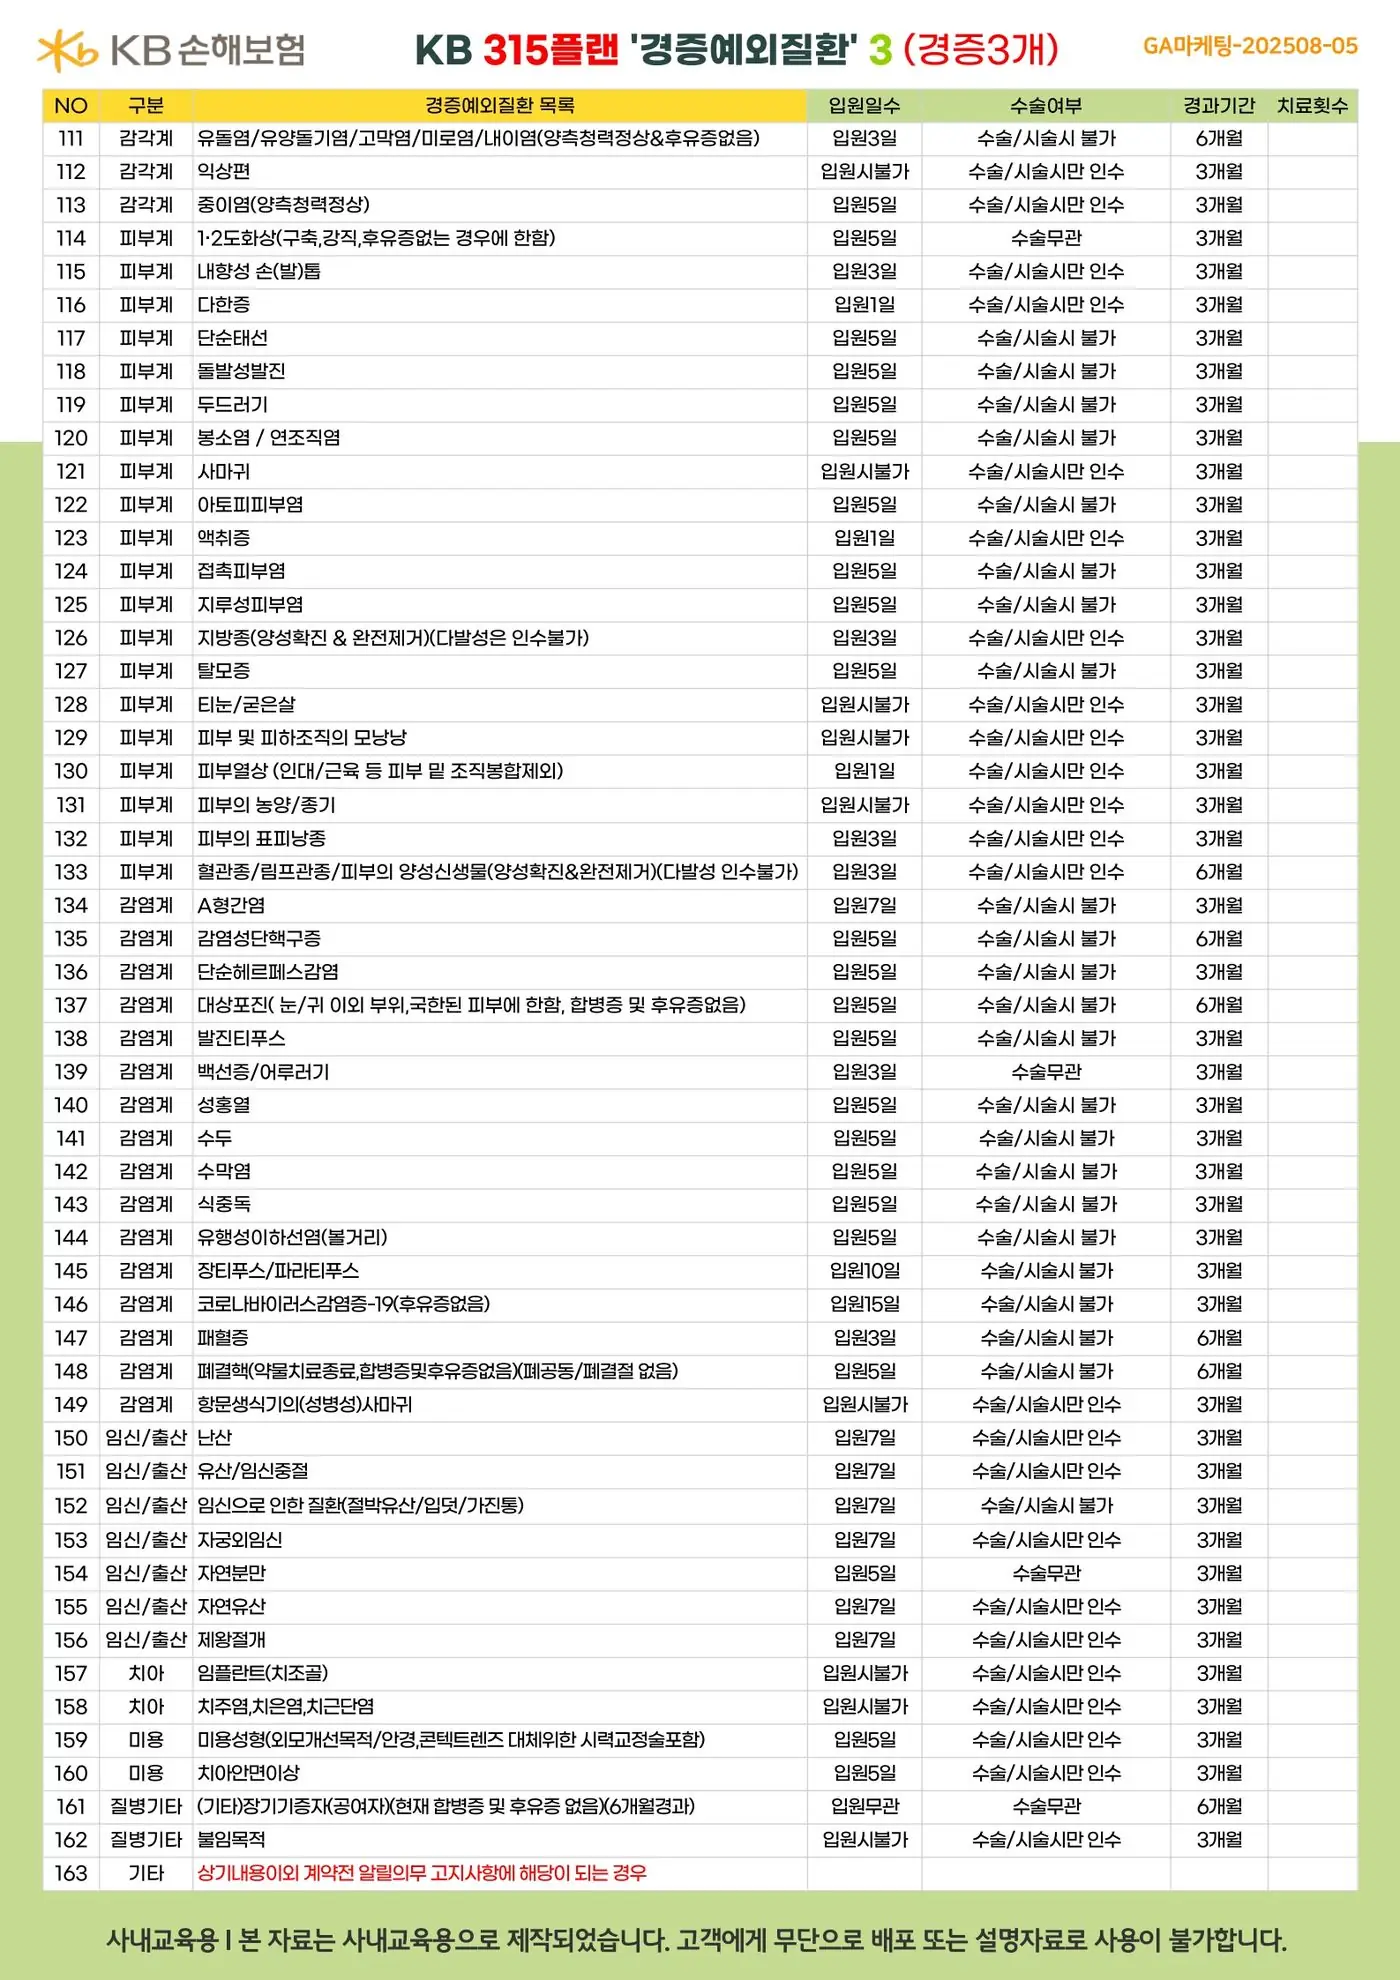 KB손해보험
KB 315플랜 '경증예외질환' 3 (경증3개)
GA마케팅-202508-05
NO 구분 경증예외질환 목록 입원일수 수술여부 경과기간 치료횟수
111 감각계 유돌염/유양돌기염/고막염/미로염/내이염(양측청력정상&후유증없음) 입원3일 수술/시술시 불가 6개월
112 감각계 익상편 입원시불가 수술/시술시만 인수 3개월
113 감각계 중이염(양측청력정상) 입원5일 수술/시술시만 인수 3개월
114 피부계 1·2도화상(구축,강직,후유증없는 경우에 한함) 입원5일 수술무관 3개월
115 피부계 내향성 손(발)톱 입원3일 수술/시술시만 인수 3개월
116 피부계 다한증 입원1일 수술/시술시만 인수 3개월
117 피부계 단순태선 입원5일 수술/시술시 불가 3개월
118 피부계 돌발성발진 입원5일 수술/시술시 불가 3개월
119 피부계 두드러기 입원5일 수술/시술시 불가 3개월
120 피부계 봉소염 / 연조직염 입원5일 수술/시술시 불가 3개월
121 피부계 사마귀 입원시불가 수술/시술시만 인수 3개월
122 피부계 아토피피부염 입원5일 수술/시술시 불가 3개월
123 피부계 액취증 입원1일 수술/시술시만 인수 3개월
124 피부계 접촉피부염 입원5일 수술/시술시 불가 3개월
125 피부계 지루성피부염 입원5일 수술/시술시 불가 3개월
126 피부계 지방종(양성확진 & 완전제거)(다발성은 인수불가) 입원3일 수술/시술시만 인수 3개월
127 피부계 탈모증 입원5일 수술/시술시 불가 3개월
128 피부계 티눈/굳은살 입원시불가 수술/시술시만 인수 3개월
129 피부계 피부 및 피하조직의 모낭낭 입원시불가 수술/시술시만 인수 3개월
130 피부계 피부열상 (인대/근육 등 피부 밑 조직봉합제외) 입원1일 수술/시술시만 인수 3개월
131 피부계 피부의 농양/종기 입원시불가 수술/시술시만 인수 3개월
132 피부계 피부의 표피낭종 입원3일 수술/시술시만 인수 3개월
133 피부계 혈관종/림프관종/피부의 양성신생물(양성확진&완전제거)(다발성 인수불가) 입원3일 수술/시술시만 인수 6개월
134 감염계 A형간염 입원7일 수술/시술시 불가 3개월
135 감염계 감염성단핵구증 입원5일 수술/시술시 불가 6개월
136 감염계 단순헤르페스감염 입원5일 수술/시술시 불가 3개월
137 감염계 대상포진( 눈/귀 이외 부위,국한된 피부에 한함, 합병증 및 후유증없음) 입원5일 수술/시술시 불가 6개월
138 감염계 발진티푸스 입원5일 수술/시술시 불가 3개월
139 감염계 백선증/어루러기 입원3일 수술무관 3개월
140 감염계 성홍열 입원5일 수술/시술시 불가 3개월
141 감염계 수두 입원5일 수술/시술시 불가 3개월
142 감염계 수막염 입원5일 수술/시술시 불가 3개월
143 감염계 식중독 입원5일 수술/시술시 불가 3개월
144 감염계 유행성이하선염(볼거리) 입원5일 수술/시술시 불가 3개월
145 감염계 장티푸스/파라티푸스 입원10일 수술/시술시 불가 3개월
146 감염계 코로나바이러스감염증-19(후유증없음) 입원15일 수술/시술시 불가 3개월
147 감염계 패혈증 입원3일 수술/시술시 불가 6개월
148 감염계 폐결핵(약물치료종료,합병증및후유증없음)(폐공동/폐결절 없음) 입원5일 수술/시술시 불가 6개월
149 감염계 항문생식기의(성병성)사마귀 입원시불가 수술/시술시만 인수 3개월
150 임신/출산 난산 입원7일 수술/시술시만 인수 3개월
151 임신/출산 유산/임신중절 입원7일 수술/시술시만 인수 3개월
152 임신/출산 임신으로 인한 질환(절박유산/입덧/가진통) 입원7일 수술/시술시 불가 3개월
153 임신/출산 자궁외임신 입원7일 수술/시술시만 인수 3개월
154 임신/출산 자연분만 입원5일 수술무관 3개월
155 임신/출산 자연유산 입원7일 수술/시술시만 인수 3개월
156 임신/출산 제왕절개 입원7일 수술/시술시만 인수 3개월
157 치아 임플란트(치조골) 입원시불가 수술/시술시만 인수 3개월
158 치아 치주염,치은염,치근단염 입원시불가 수술/시술시만 인수 3개월
159 미용 미용성형(외모개선목적/안경,콘텍트렌즈 대체위한 시력교정술포함) 입원5일 수술/시술시만 인수 3개월
160 미용 치아안면이상 입원5일 수술/시술시만 인수 3개월
161 질병기타 (기타)장기기증자(공여자)(현재 합병증 및 후유증 없음)(6개월경과) 입원무관 수술무관 6개월
162 질병기타 불임목적 입원시불가 수술/시술시만 인수 3개월
163 기타 상기내용이외 계약전 알릴의무 고지사항에 해당이 되는 경우
사내교육용 | 본 자료는 사내교육용으로 제작되었습니다. 고객에게 무단으로 배포 또는 설명자료로 사용이 불가합니다.